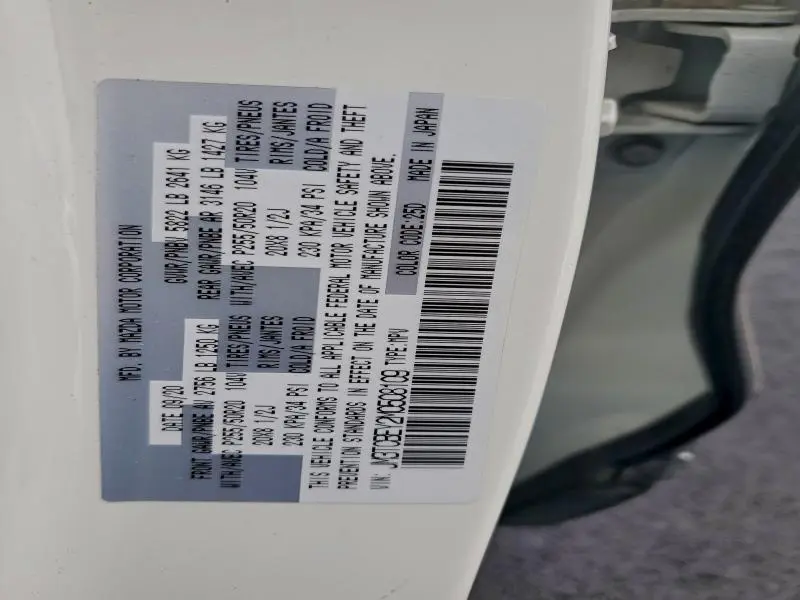 MFD. BY MAZDA MOTOR CORPORATION
DATE :09/20 GVWR/PNBV 5822 LB 2641 KG
FRONT GAWR/PNBE AV 2756 LB 1250 KG REAR GAWR/PNBE AR 3146 LB 1427 KG
WITH/AVEC P255/50R20 104V TIRES/PNEUS WITH/AVEC P255/50R20 104V TIRES/PNEUS
20X8 1/2J RIMS/JANTES 20X8 1/2J RIMS/JANTES
230 KPA/34 PSI COLD/A FROID 230 KPA/34 PSI COLD/A FROID
THIS VEHICLE CONFORMS TO ALL APPLICABLE FEDERAL MOTOR VEHICLE SAFETY AND THEFT
PREVENTION STANDARDS IN EFFECT ON THE DATE OF MANUFACTURE SHOWN ABOVE.
VIN: TYPE:MPV COLOR CODE:25D MADE IN JAPAN